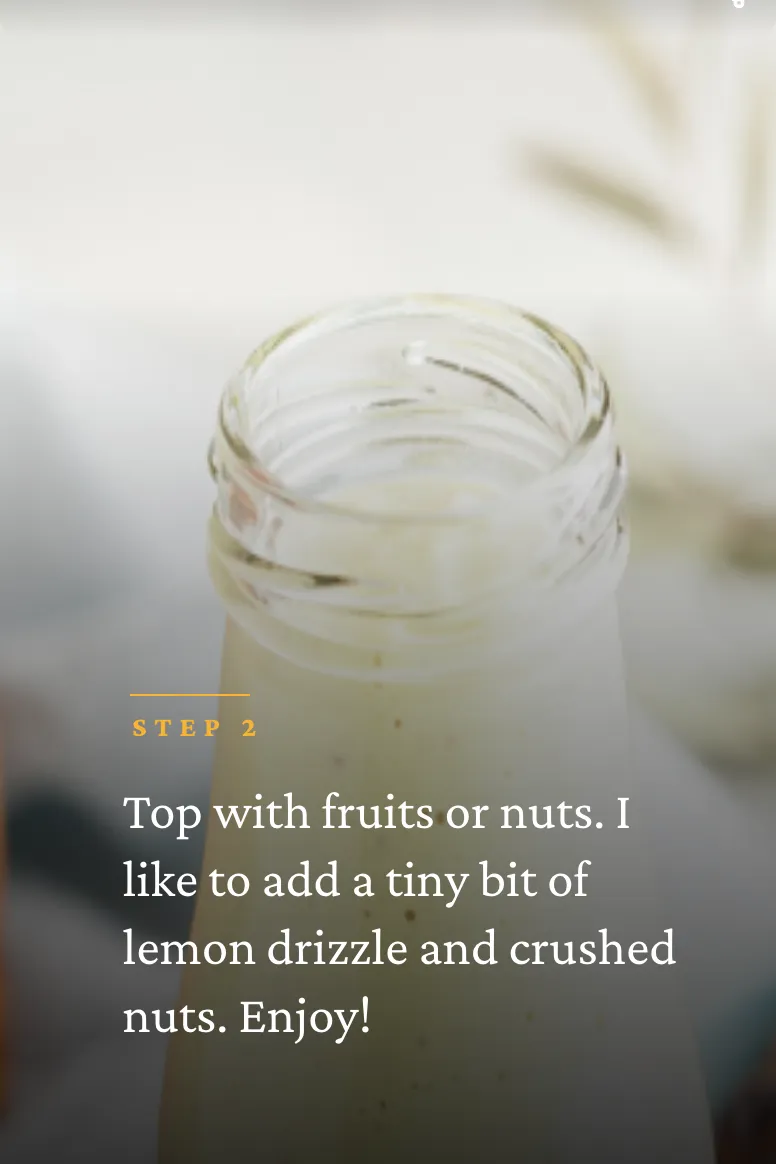 STEP 2
Top with fruits or nuts. I
like to add a tiny bit of
lemon drizzle and crushed
nuts. Enjoy!